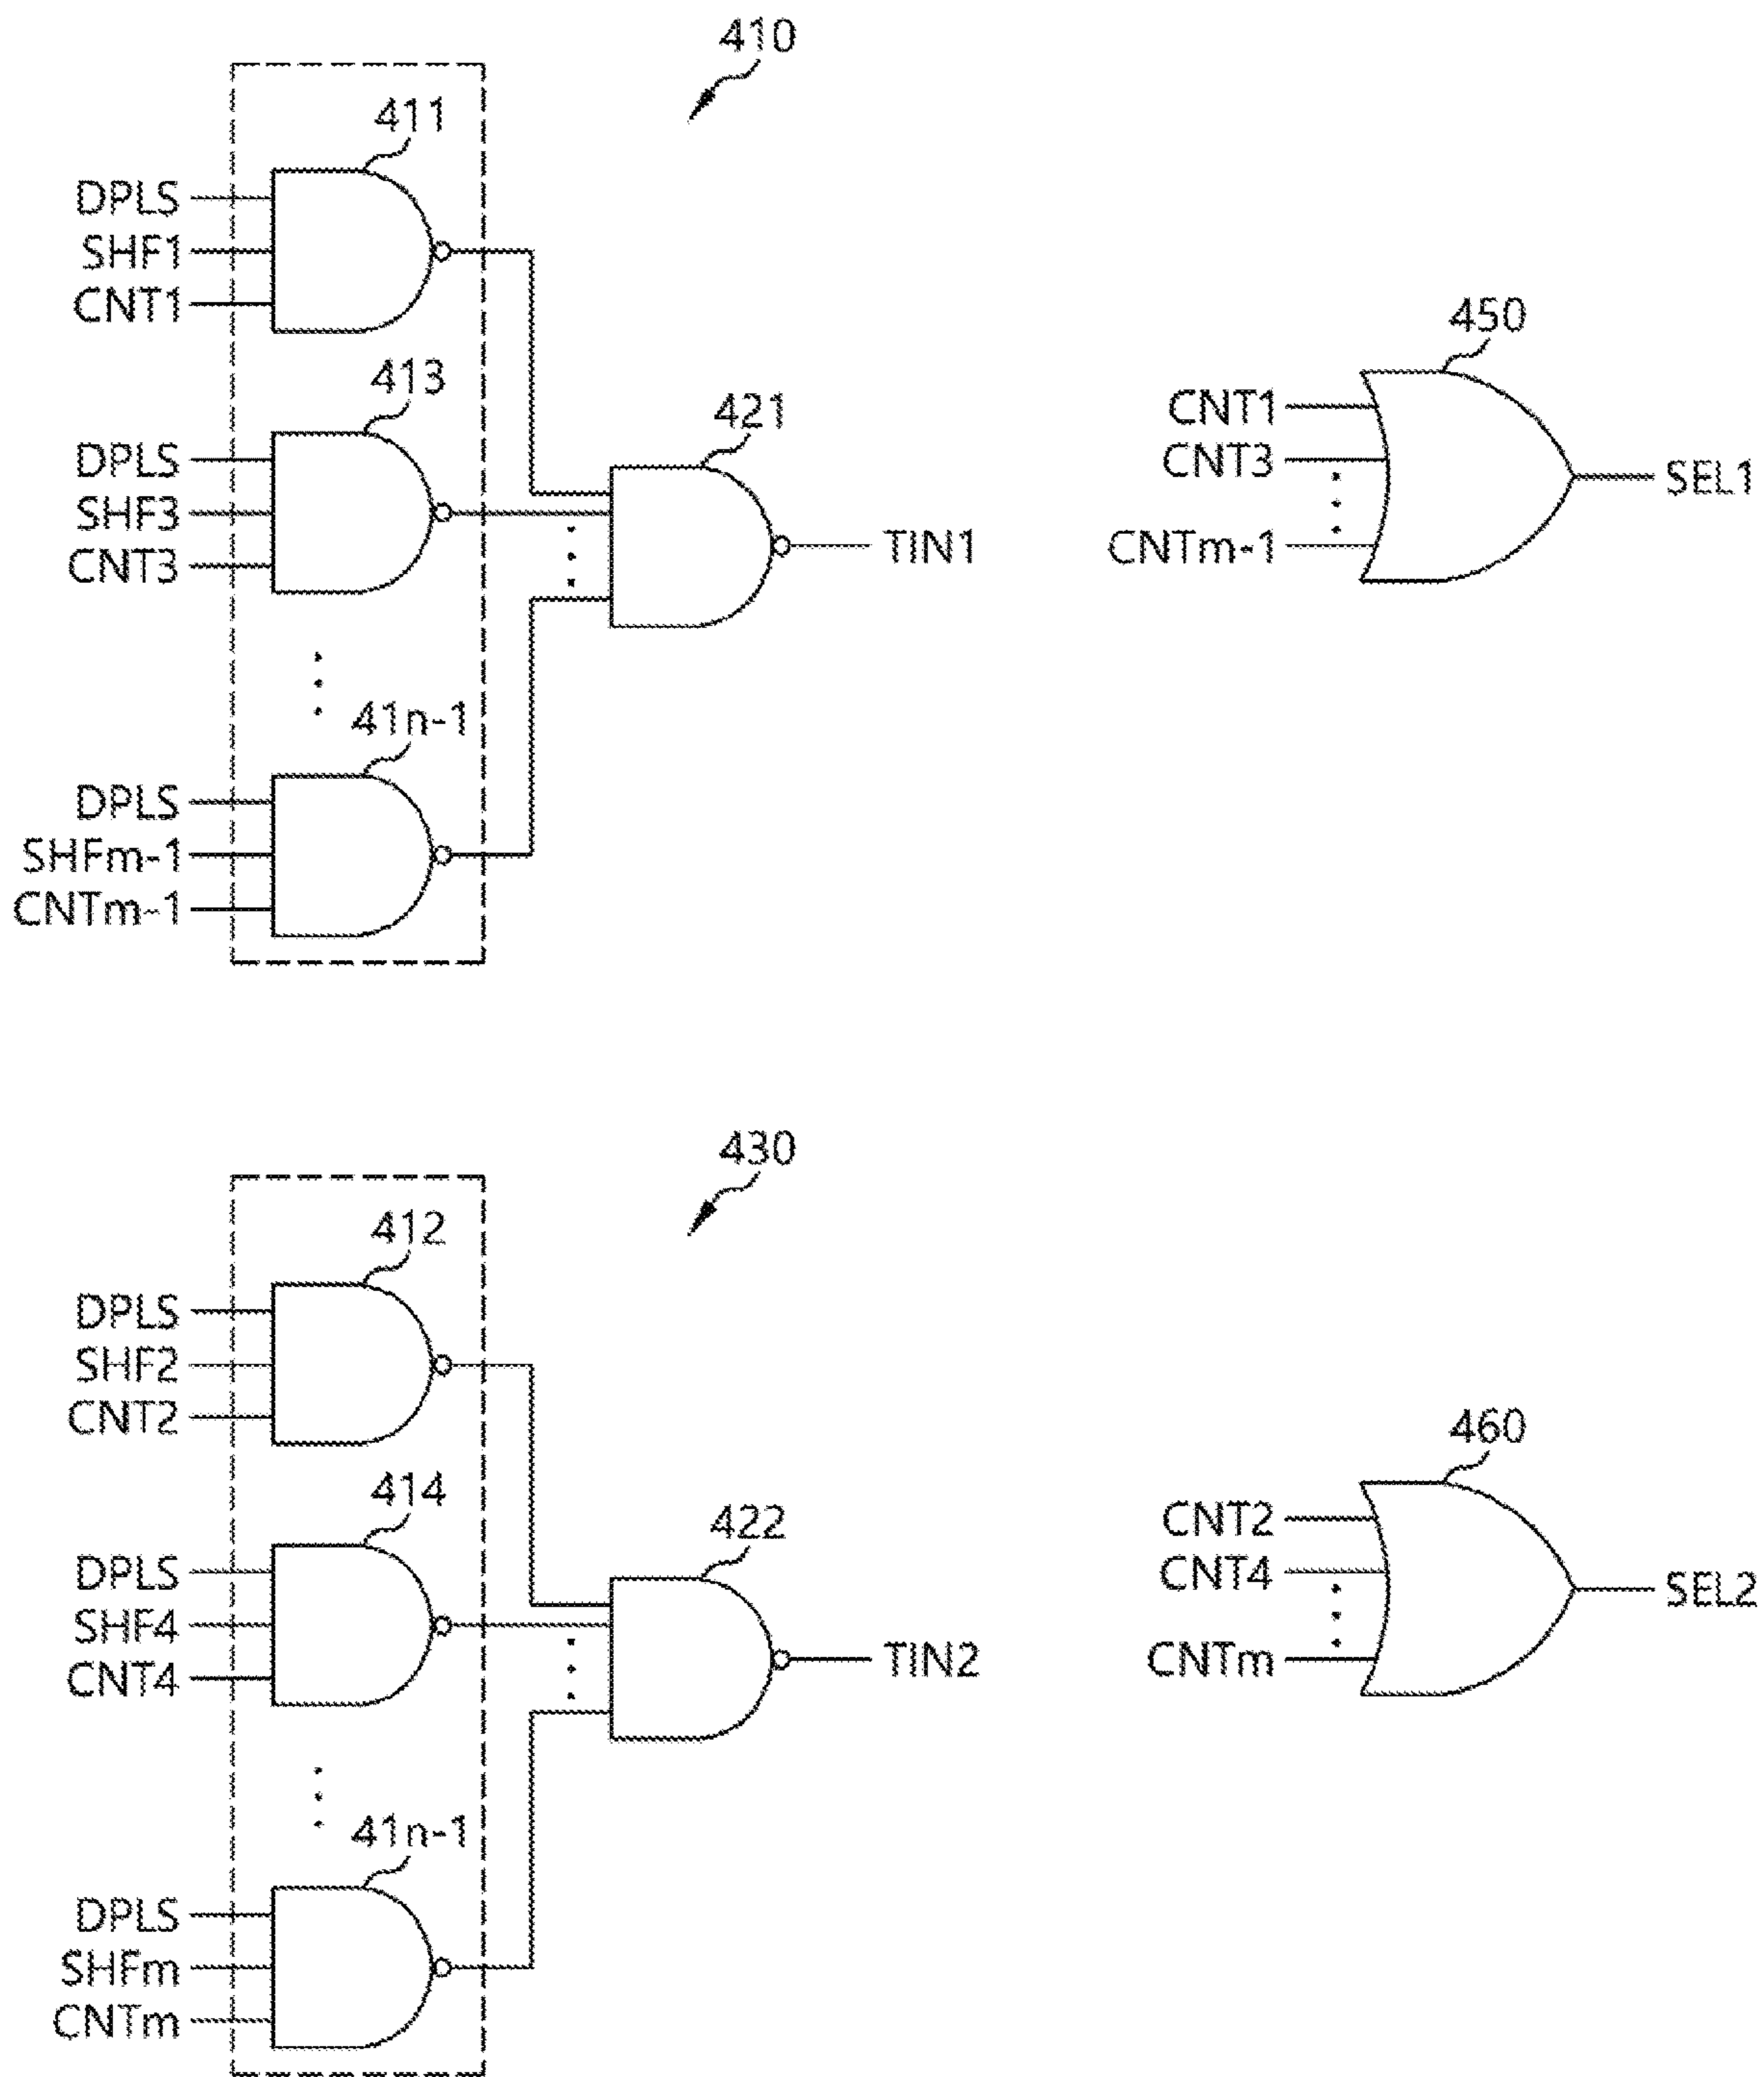 410
411
DPLS
SHF1
CNT1
413
DPLS
SHF3
CNT3
421
TIN1
41n-1
DPLS
SHFm-1
CNTm-1
450
CNT1
CNT3
CNTm-1
SEL1
430
412
DPLS
SHF2
CNT2
414
DPLS
SHF4
CNT4
422
TIN2
41n-1
DPLS
SHFm
CNTm
460
CNT2
CNT4
CNTm
SEL2